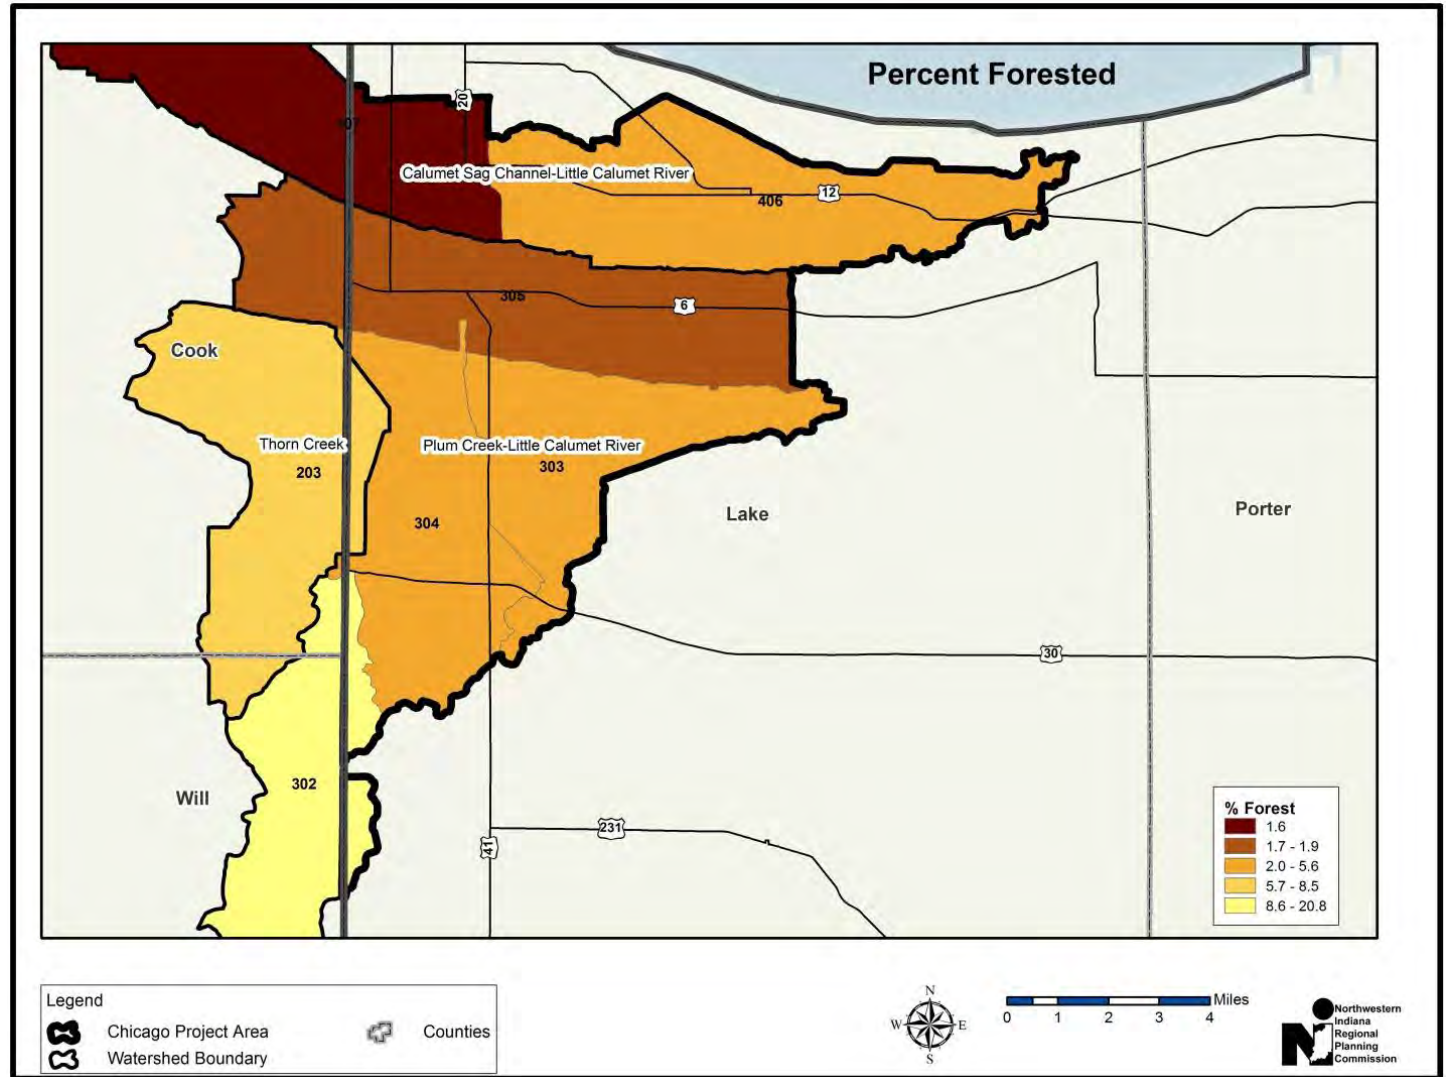 Percent Forested
20
07
Calumet Sag Channel-Little Calumet River
12
406
305
6
Cook
Thorn Creek
Plum Creek-Little Calumet River
203
303
304
Lake
Porter
30
302
Will
231
41
% Forest
1.6
1.7 - 1.9
2.0 - 5.6
5.7 - 8.5
8.6 - 20.8
Legend
Chicago Project Area
Counties
Watershed Boundary
N
W
E
S
Miles
0 1 2 3 4
Northwestern
Indiana
Regional
Planning
Commission